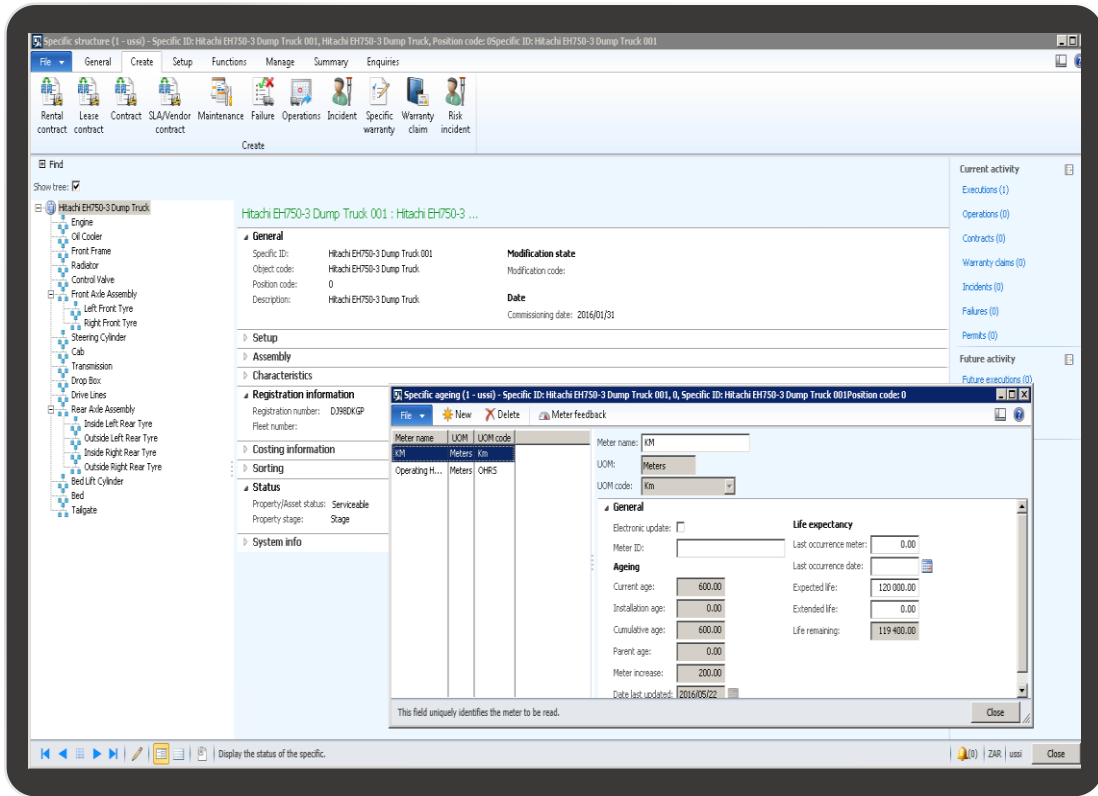 Specific structure (1 - ussi) - Specific ID: Hitachi EH750-3 Dump Truck 001, Hitachi EH750-3 Dump Truck, Position code: 0Specific ID: Hitachi EH750-3 Dump Truck 001
File General Create Setup Functions Manage Summary Enquiries
Rental contract
Lease contract
Contract
SLA/Vendor contract
Maintenance
Failure
Operations
Incident
Specific warranty
Warranty claim
Risk incident
Create
Find
Show tree:
Hitachi EH750-3 Dump Truck
Engine
Oil Cooler
Front Frame
Radiator
Control Valve
Front Axle Assembly
Left Front Tyre
Right Front Tyre
Steering Cylinder
Cab
Transmission
Drop Box
Drive Lines
Rear Axle Assembly
Inside Left Rear Tyre
Outside Left Rear Tyre
Inside Right Rear Tyre
Outside Right Rear Tyre
Bed Lift Cylinder
Bed
Tailgate
Hitachi EH750-3 Dump Truck 001 : Hitachi EH750-3 ...
General
Specific ID: Hitachi EH750-3 Dump Truck 001
Object code: Hitachi EH750-3 Dump Truck
Position code: 0
Description: Hitachi EH750-3 Dump Truck
Modification state
Modification code:
Date
Commissioning date: 2016/01/31
Setup
Assembly
Characteristics
Registration information
Registration number: DJ98DKGP
Fleet number:
Costing information
Sorting
Status
Property/Asset status: Serviceable
Property stage: Stage
System info
Current activity
Executions (1)
Operations (0)
Contracts (0)
Warranty claims (0)
Incidents (0)
Failures (0)
Permits (0)
Future activity
Future executions (0)
Specific ageing (1 - ussi) - Specific ID: Hitachi EH750-3 Dump Truck 001, 0, Specific ID: Hitachi EH750-3 Dump Truck 001Position code: 0
File New Delete Meter feedback
Meter name UOM UOM code
KM Meters Km
Operating H... Meters OHRS
Meter name: KM
UOM: Meters
UOM code: Km
General
Electronic update:
Meter ID:
Ageing
Current age: 600.00
Installation age: 0.00
Cumulative age: 600.00
Parent age: 0.00
Meter increase: 200.00
Date last updated: 2016/05/22
Life expectancy
Last occurrence meter: 0.00
Last occurrence date:
Expected life: 120 000.00
Extended life: 0.00
Life remaining: 119 400.00
This field uniquely identifies the meter to be read.
Close
Display the status of the specific.
(0) ZAR ussi Close